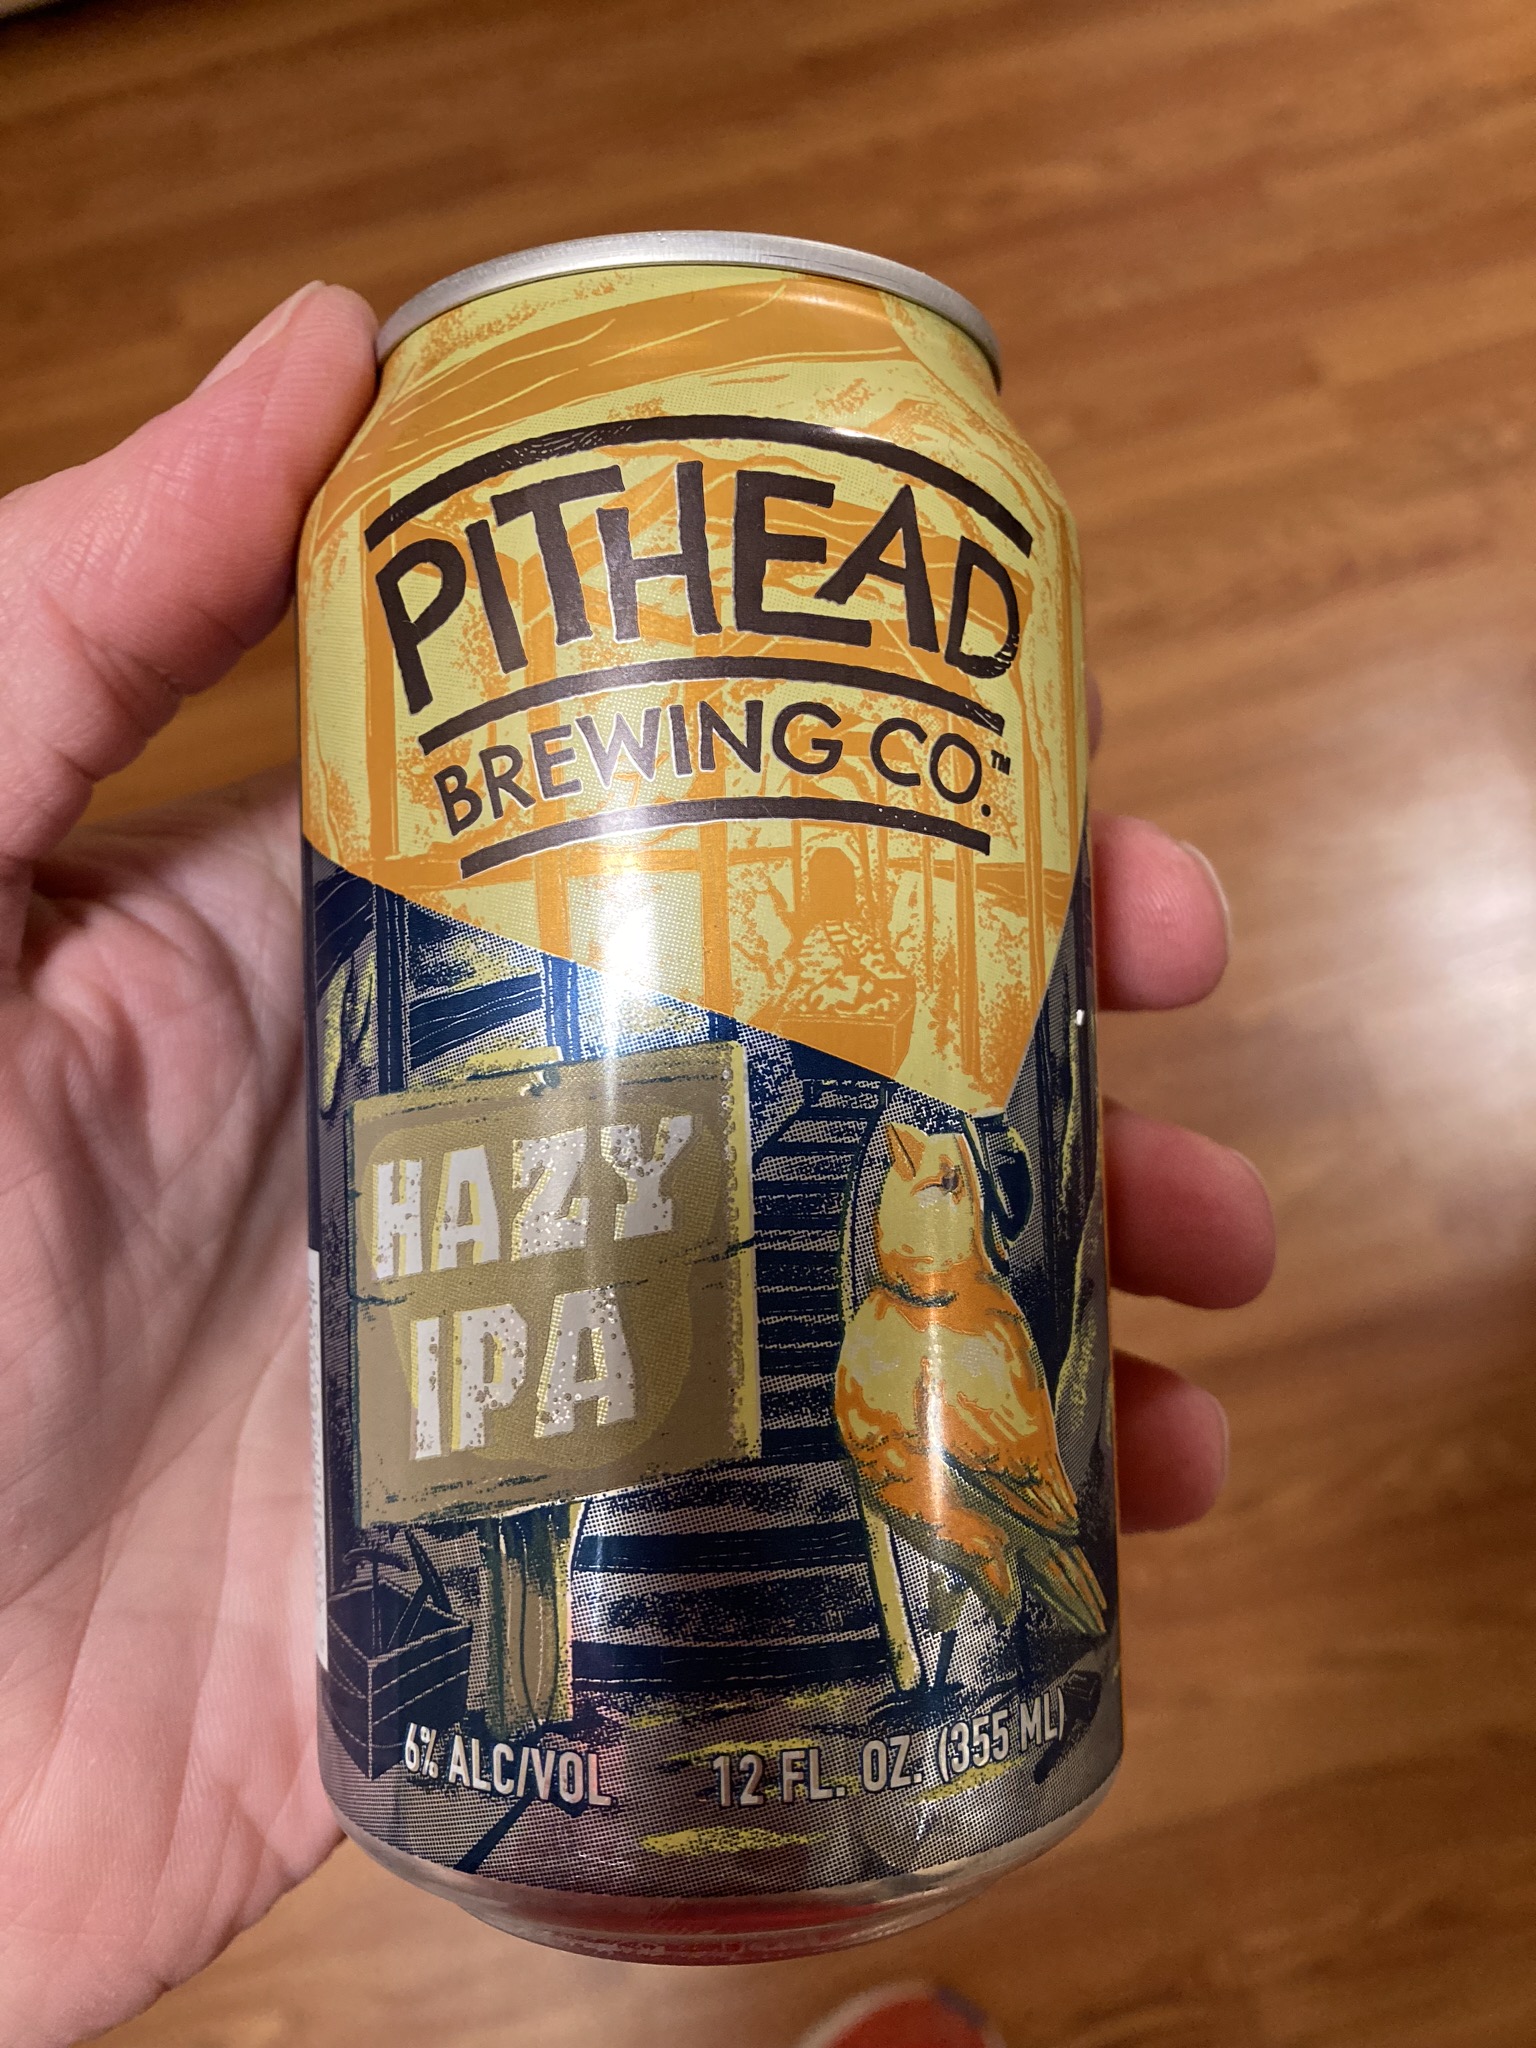 PITHEAD
BREWING CO.™
HAZY
IPA
6% ALC/VOL 12 FL. OZ. (355 ML)